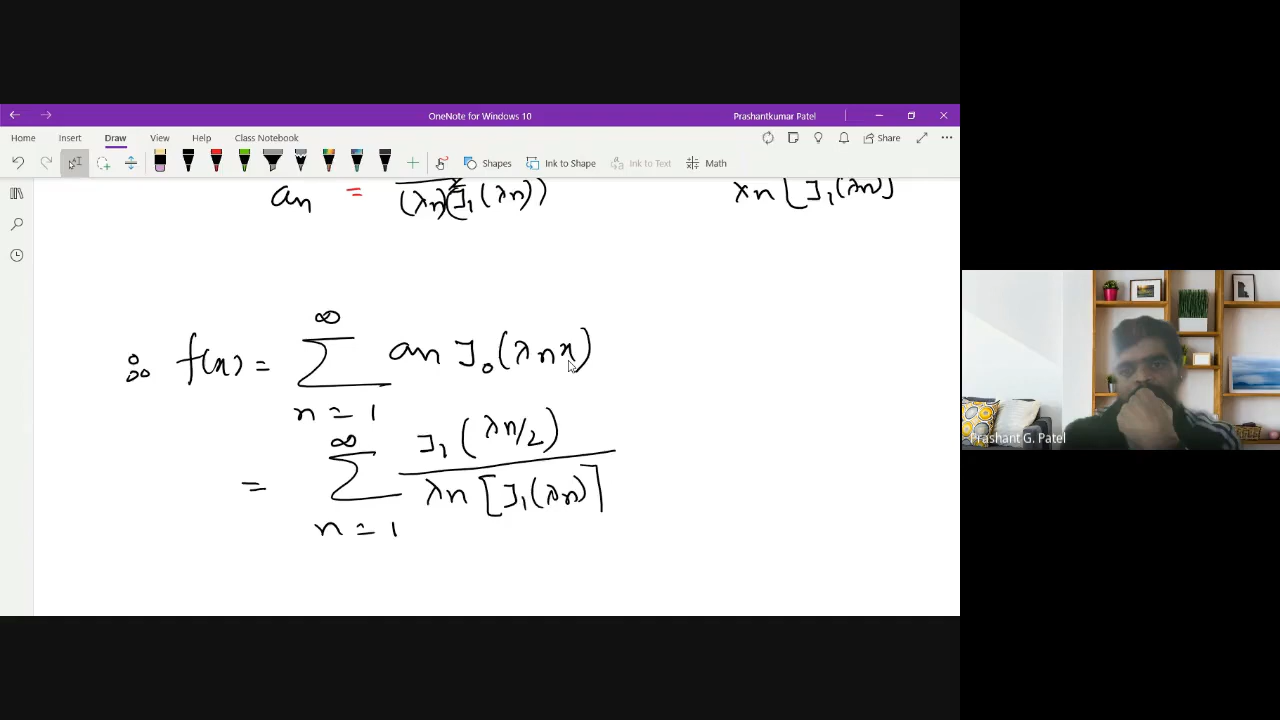 OneNote for Windows 10
Prashantkumar Patel
Home Insert Draw View Help Class Notebook
Share
Shapes Ink to Shape Ink to Text Math
an = (λn)² (J₁(λn))
λn [J₁(λn)]
∴ f(x) = ∑ an J₀(λnx)
∞
n = 1
= ∑ J₁(λn/2) / λn [J₁(λn)]
∞
n = 1
Prashant G. Patel